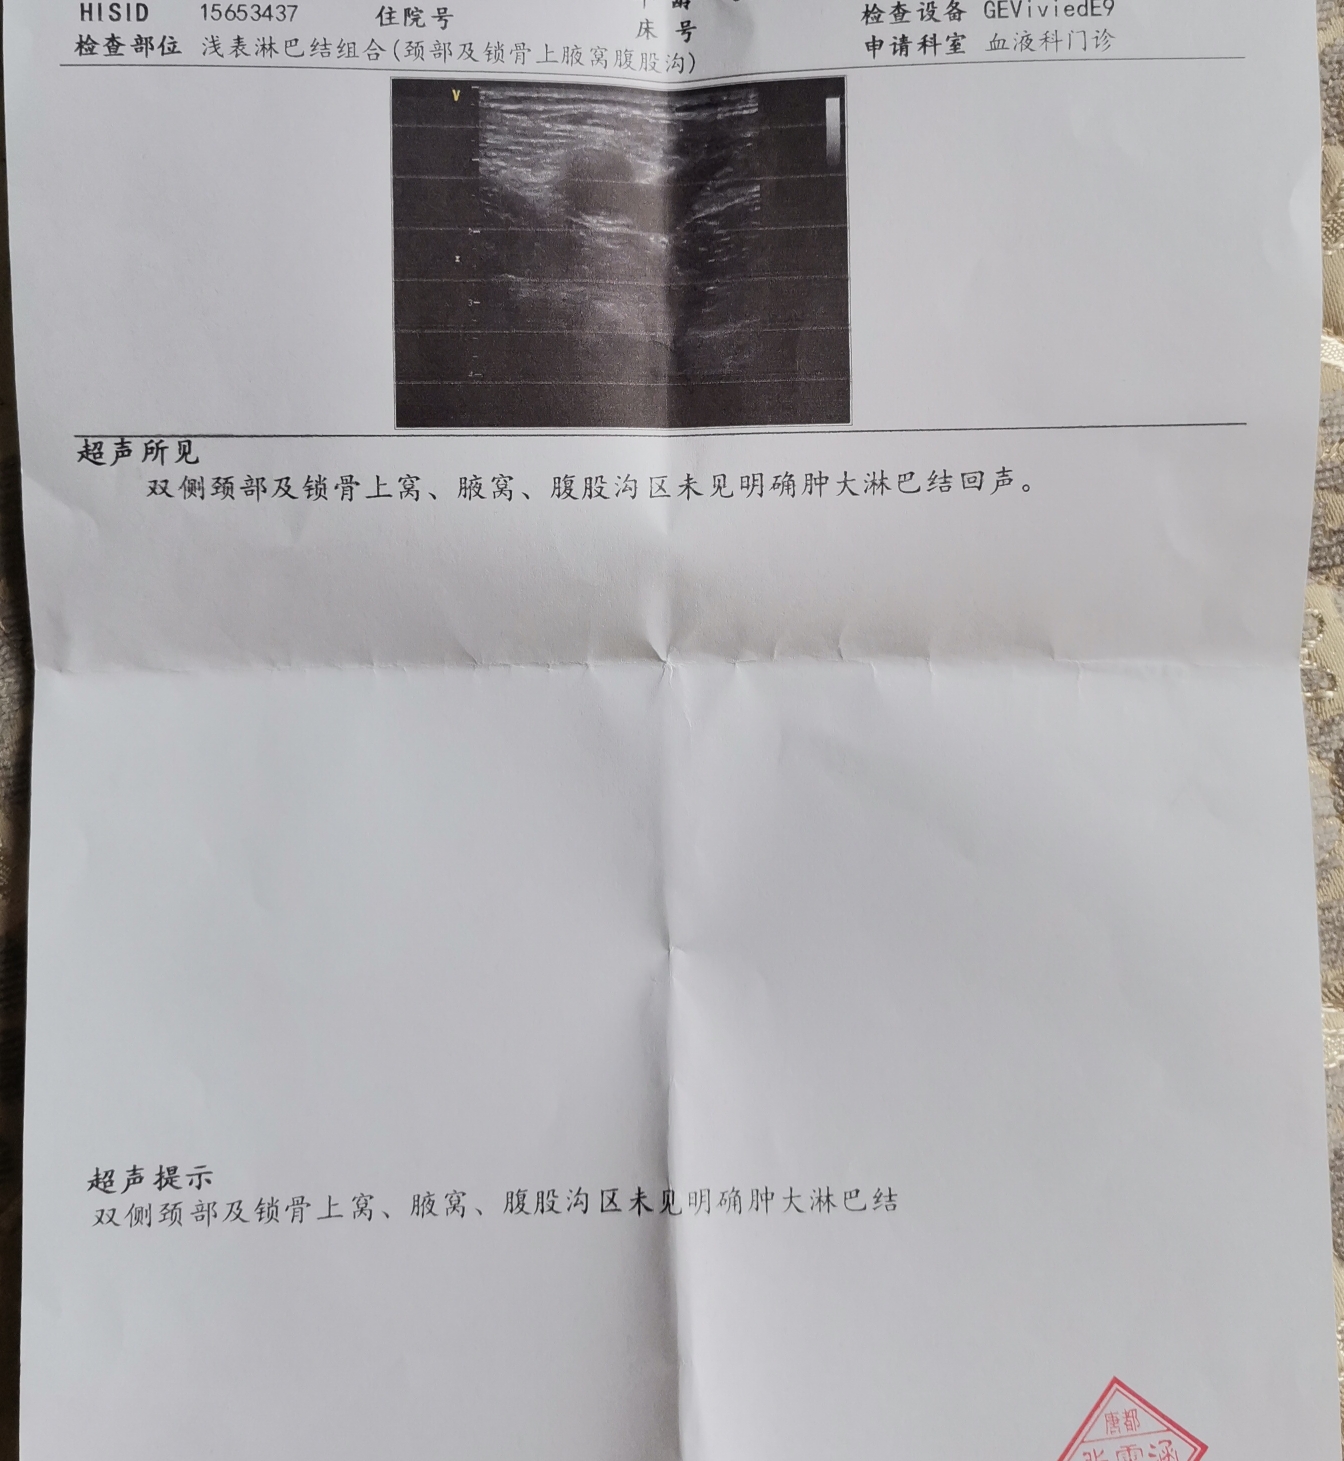 HISID 15653437 住院号 床号 检查设备 GEViviedE9
检查部位 浅表淋巴结组合(颈部及锁骨上腋窝腹股沟) 申请科室 血液科门诊
V
超声所见
双侧颈部及锁骨上窝、腋窝、腹股沟区未见明确肿大淋巴结回声。
超声提示
双侧颈部及锁骨上窝、腋窝、腹股沟区未见明确肿大淋巴结
唐都